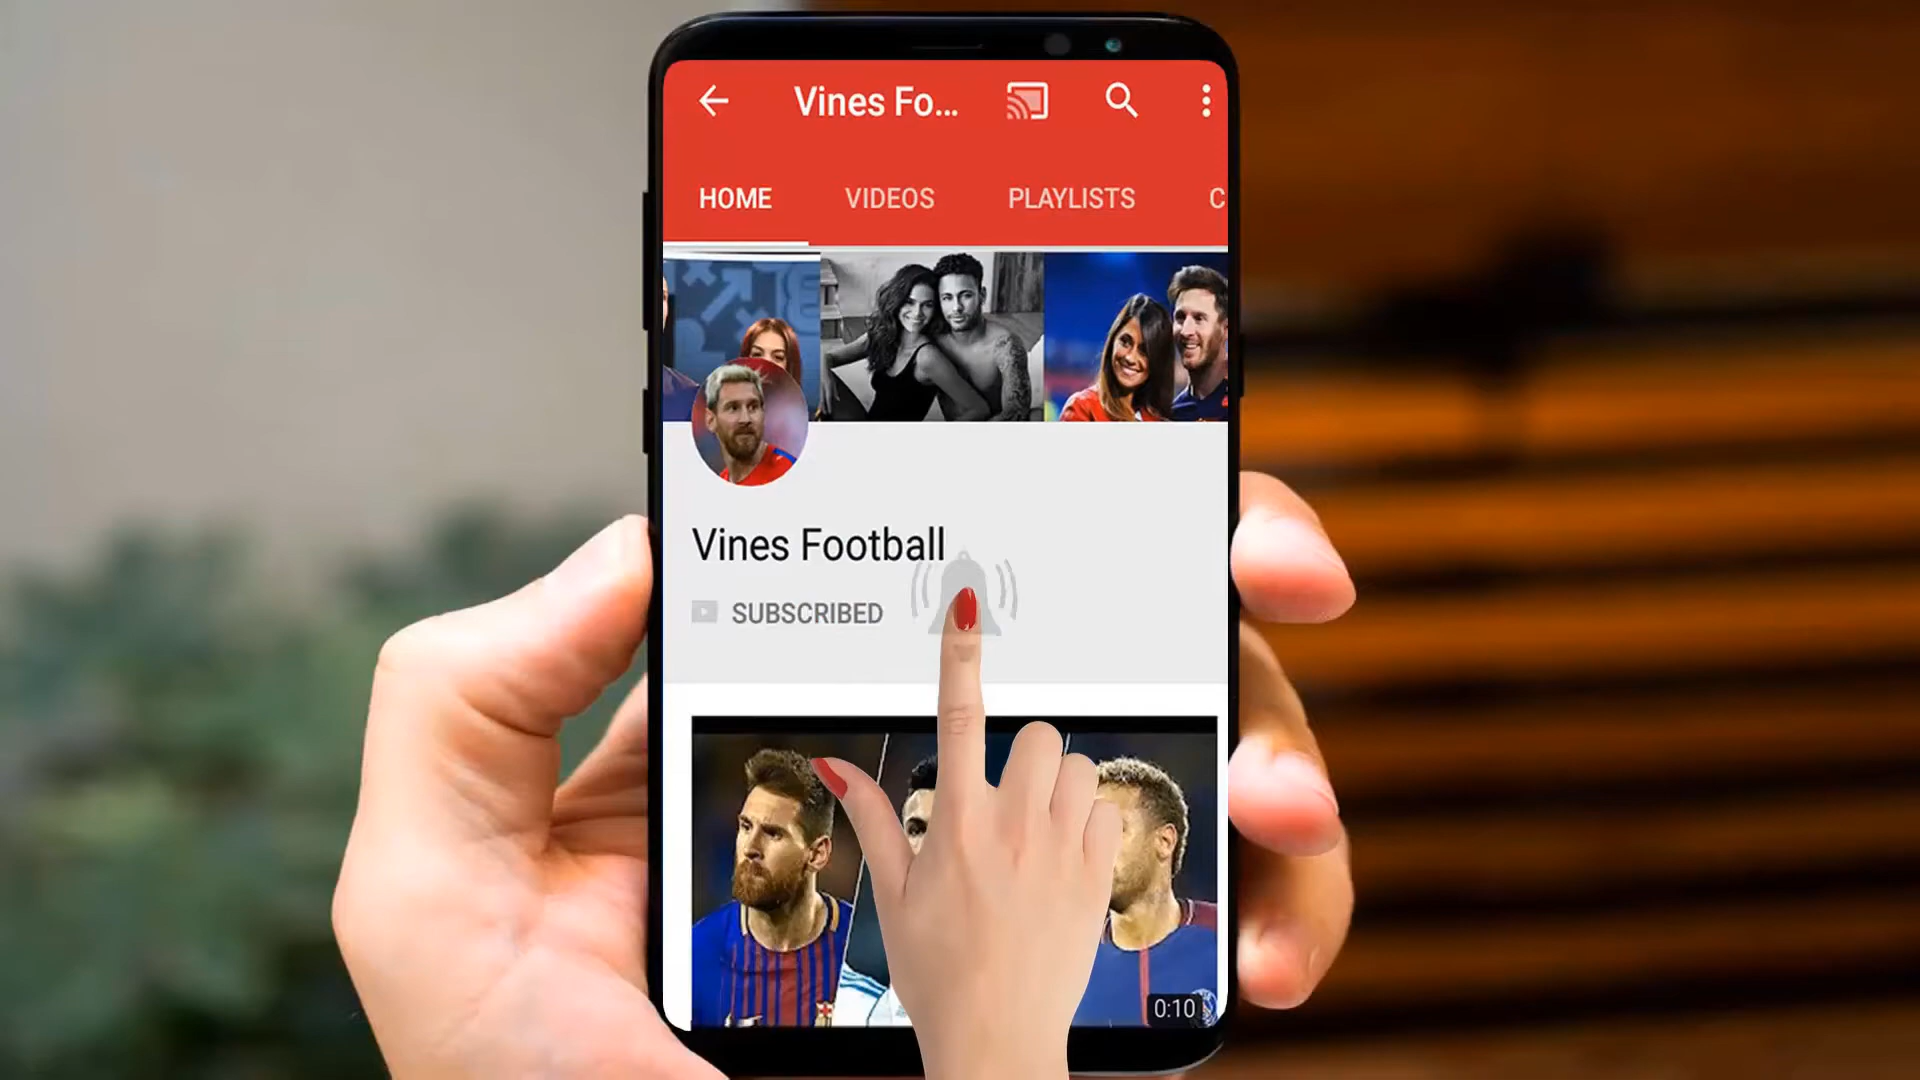 Vines Fo...
HOME VIDEOS PLAYLISTS C
Vines Football
SUBSCRIBED
0:10